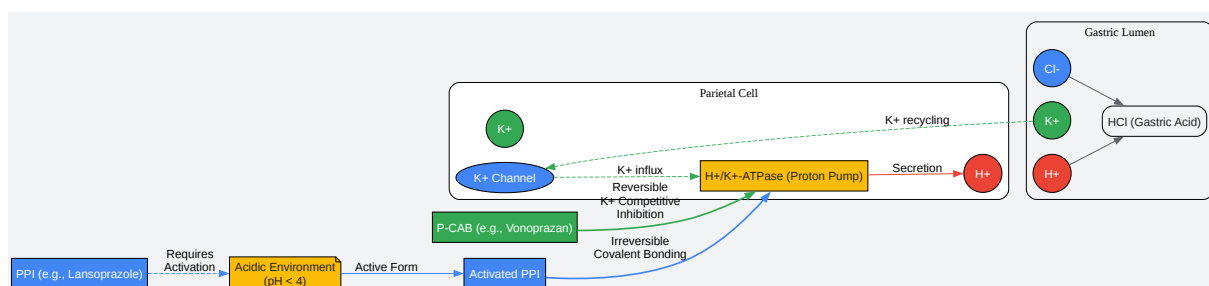 Gastric Lumen
Cl-
Parietal Cell
K+
K+ recycling
K+
HCl (Gastric Acid)
K+ Channel
K+ influx
H+/K+-ATPase (Proton Pump)
Secretion
H+
H+
Reversible
K+ Competitive
Inhibition
P-CAB (e.g., Vonoprazan)
Irreversible
Covalent Bonding
PPI (e.g., Lansoprazole)
Requires
Activation
Acidic Environment
(pH < 4)
Active Form
Activated PPI